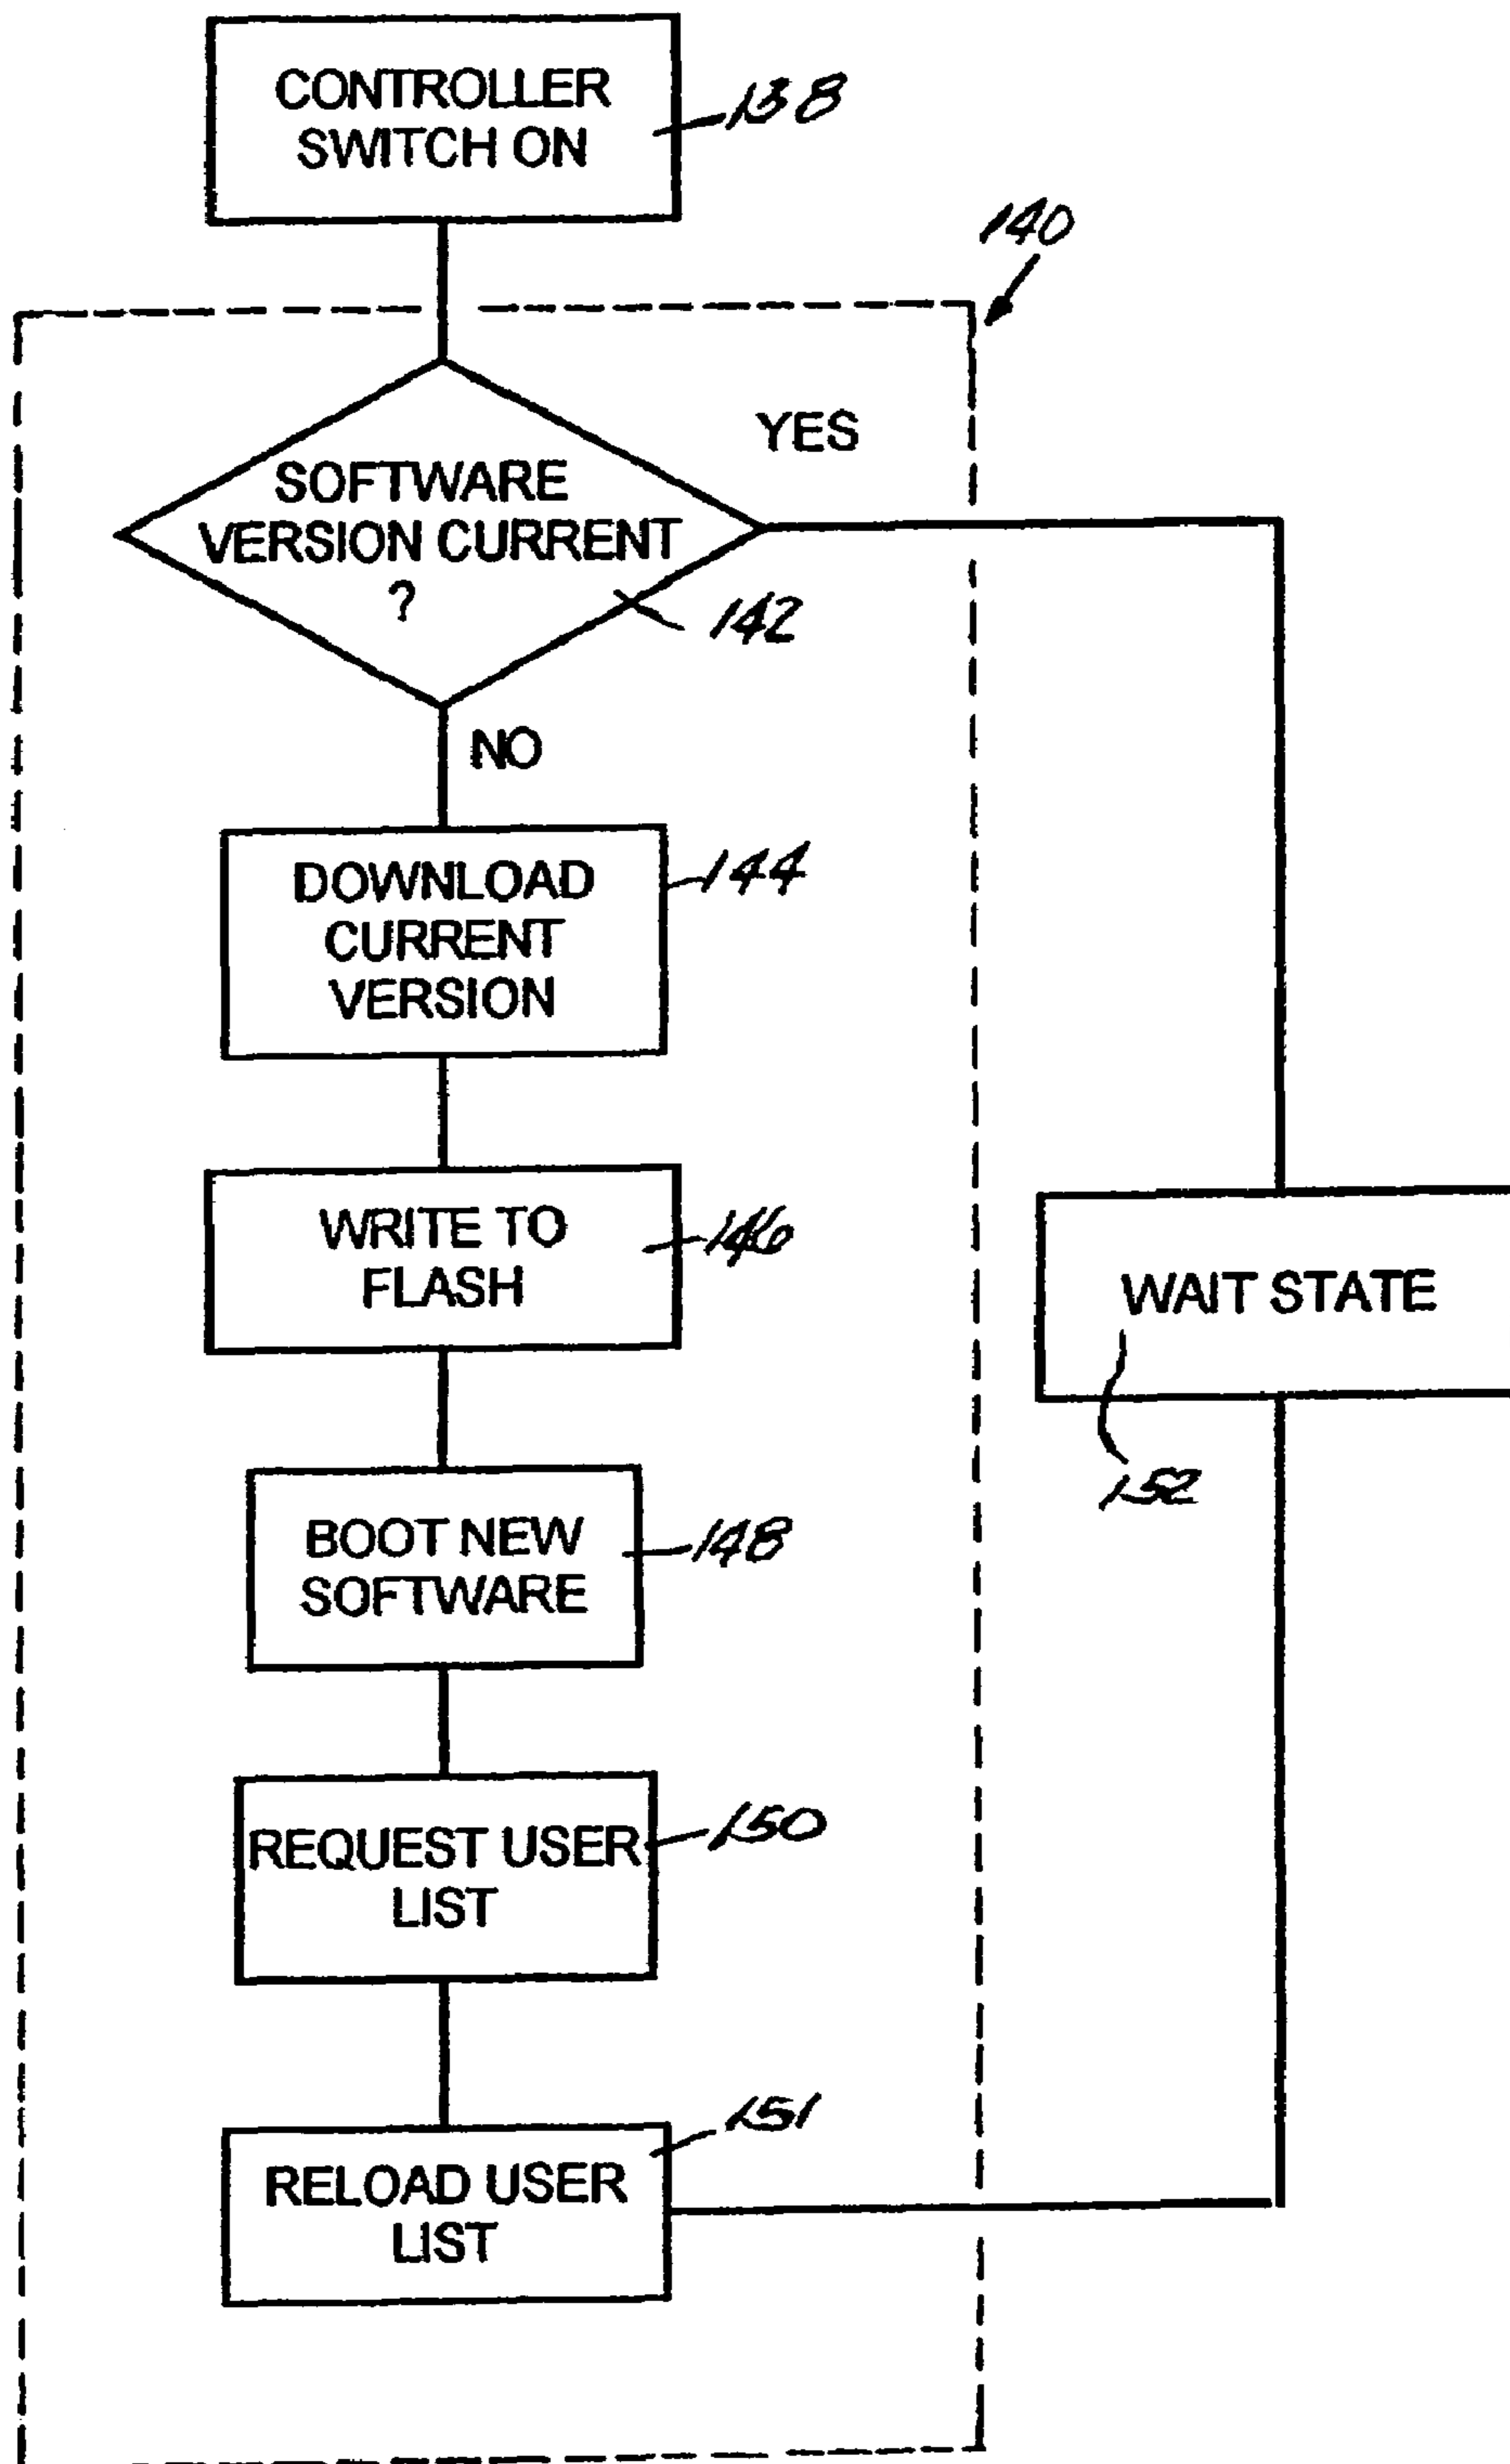 CONTROLLER
SWITCH ON
138
140
YES
SOFTWARE
VERSION CURRENT
?
142
NO
DOWNLOAD
CURRENT
VERSION
144
WRITE TO
FLASH
146
WAIT STATE
152
BOOT NEW
SOFTWARE
148
REQUEST USER
LIST
150
RELOAD USER
LIST
151